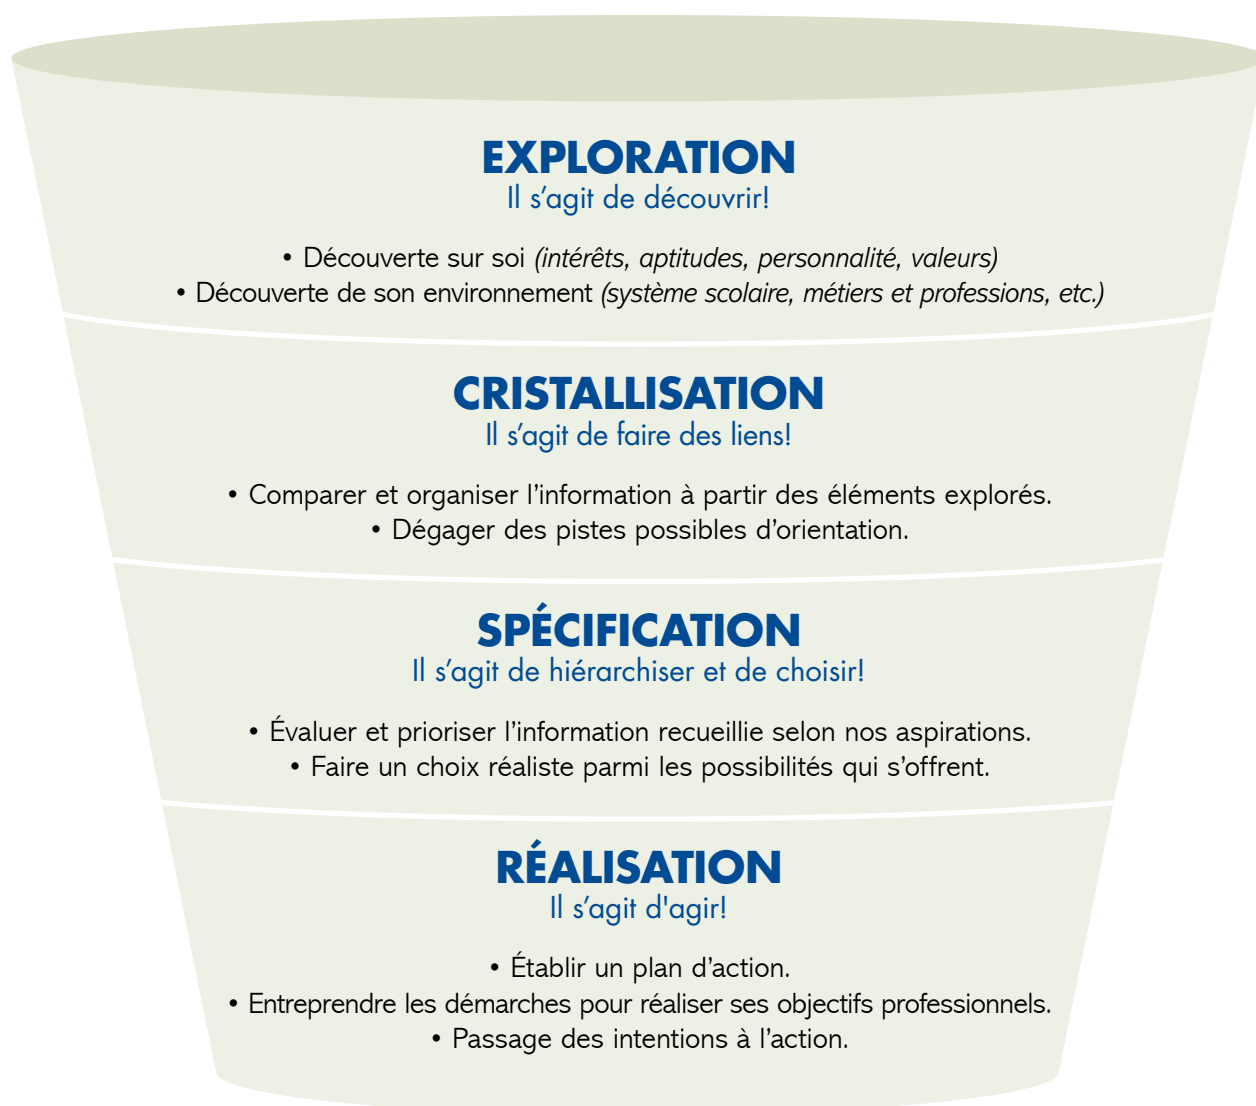 EXPLORATION
Il s’agit de découvrir!
• Découverte sur soi (intérêts, aptitudes, personnalité, valeurs)
• Découverte de son environnement (système scolaire, métiers et professions, etc.)
CRISTALLISATION
Il s’agit de faire des liens!
• Comparer et organiser l’information à partir des éléments explorés.
• Dégager des pistes possibles d’orientation.
SPÉCIFICATION
Il s’agit de hiérarchiser et de choisir!
• Évaluer et prioriser l’information recueillie selon nos aspirations.
• Faire un choix réaliste parmi les possibilités qui s’offrent.
RÉALISATION
Il s’agit d'agir!
• Établir un plan d’action.
• Entreprendre les démarches pour réaliser ses objectifs professionnels.
• Passage des intentions à l’action.